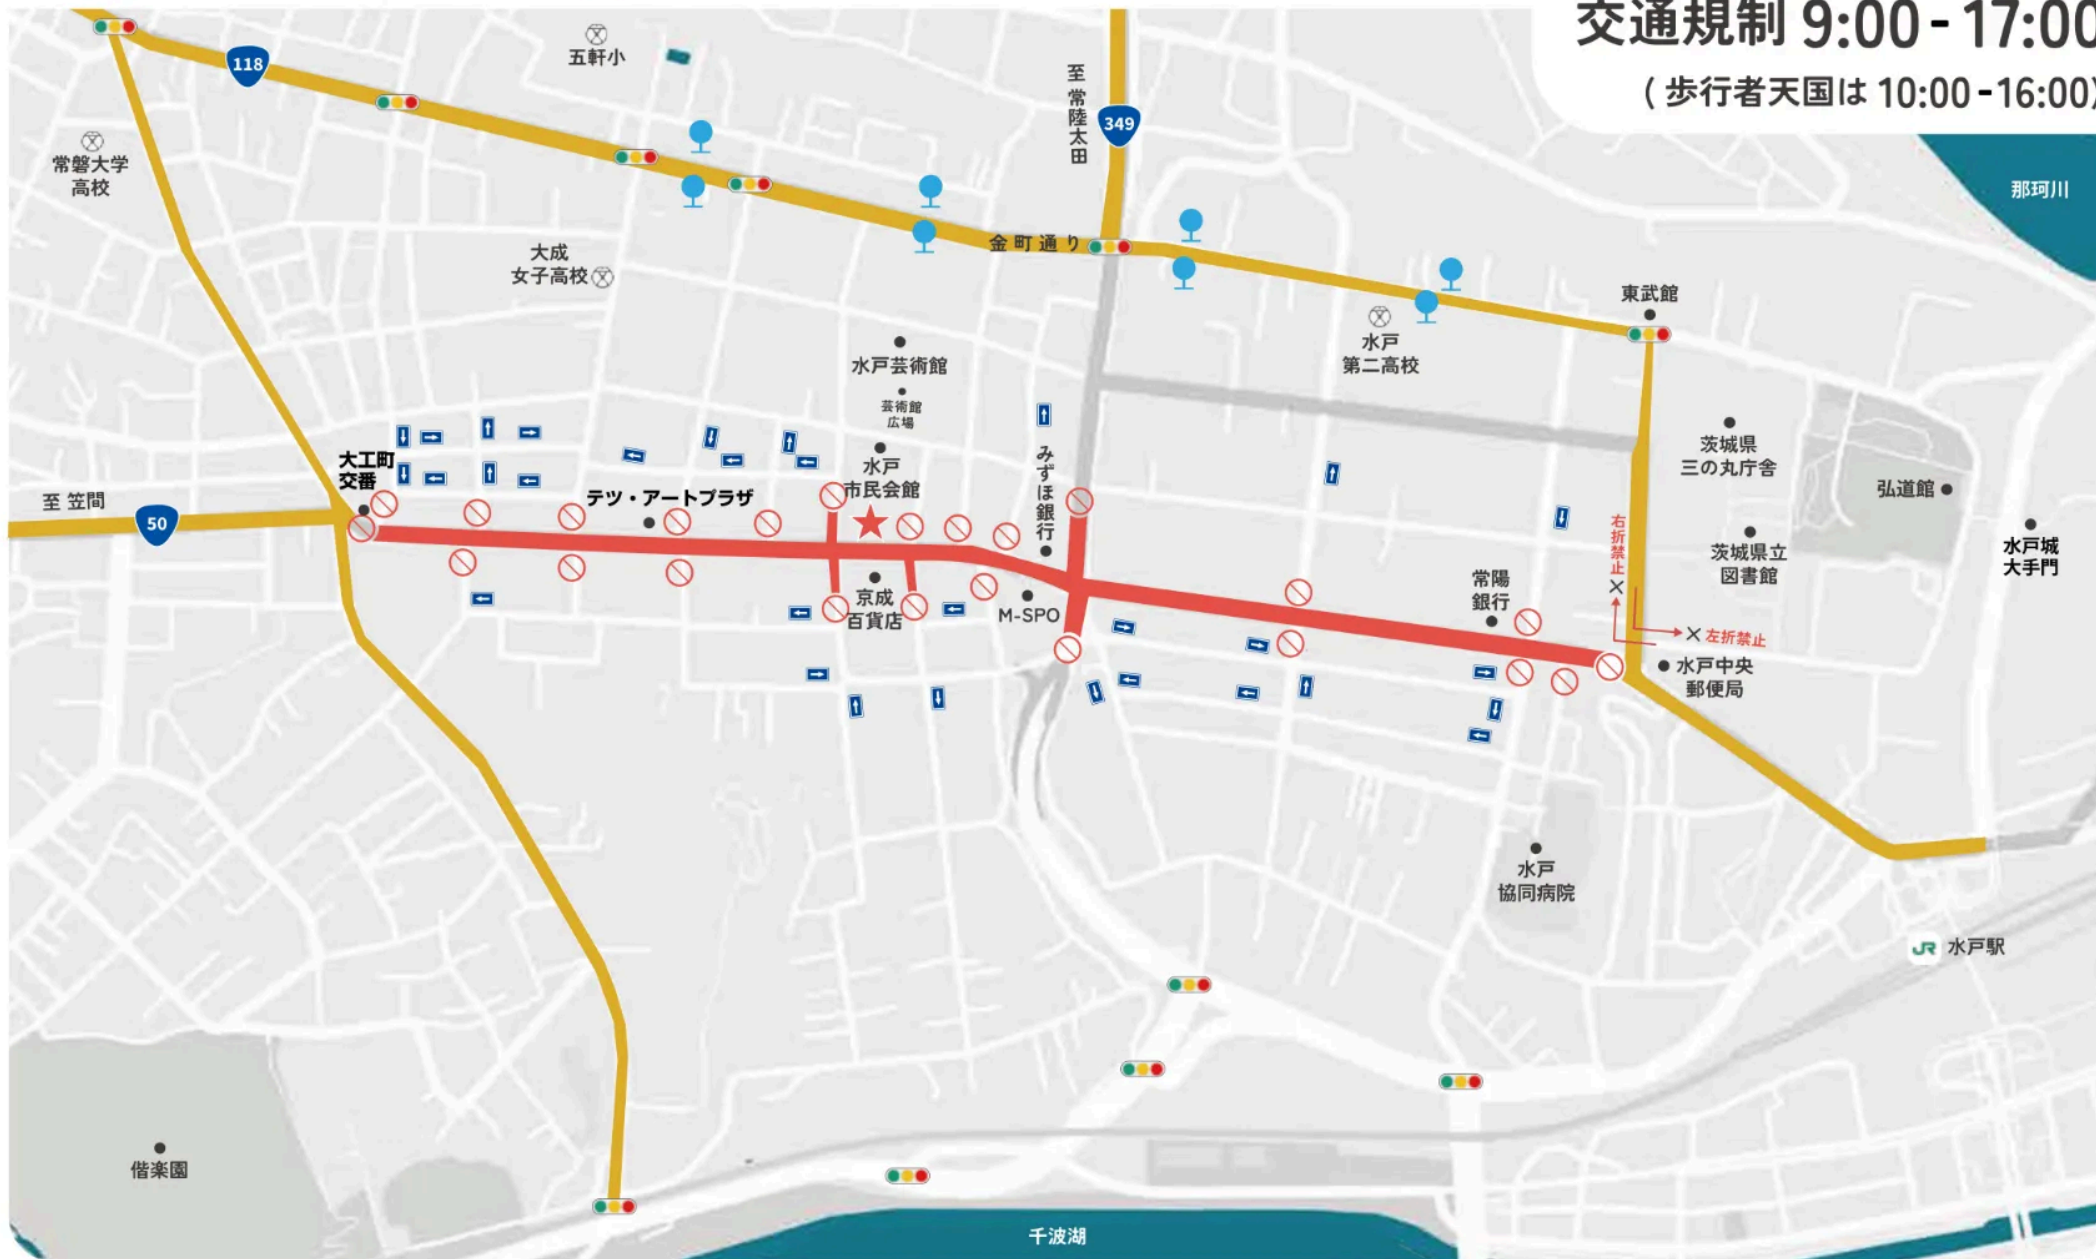 交通規制 9:00-17:00
(歩行者天国は 10:00-16:00)
118
五軒小
至 常陸太田
349
常磐大学
高校
那珂川
金町通り
大成
女子高校
東武館
水戸
第二高校
水戸芸術館
芸術館
広場
水戸
市民会館
みずほ銀行
茨城県
三の丸庁舎
弘道館
大工町
交番
至 笠間
50
テツ・アートプラザ
右折禁止
茨城県立
図書館
水戸城
大手門
京成
百貨店
M-SPO
常陽
銀行
左折禁止
水戸中央
郵便局
水戸
協同病院
JR 水戸駅
偕楽園
千波湖